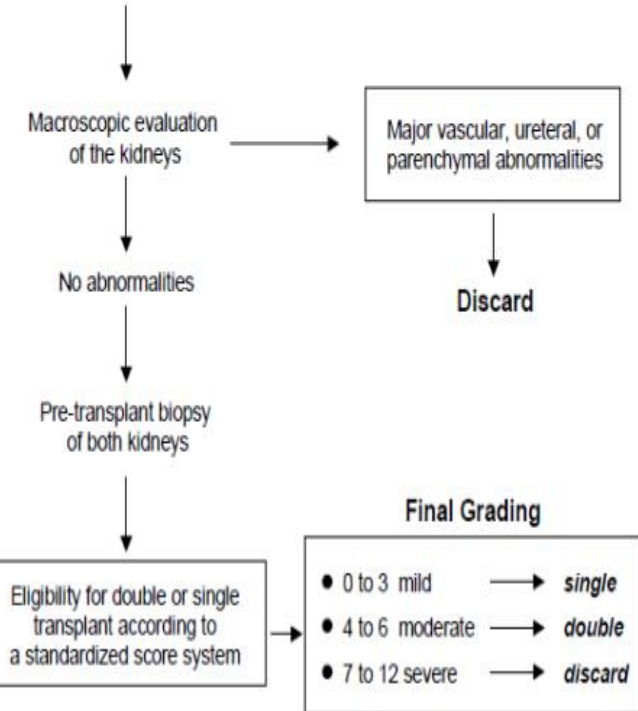 Macroscopic evaluation
of the kidneys
Major vascular, ureteral, or
parenchymal abnormalities
No abnormalities
Discard
Pre-transplant biopsy
of both kidneys
Final Grading
Eligibility for double or single
transplant according to
a standardized score system
● 0 to 3 mild single
● 4 to 6 moderate double
● 7 to 12 severe discard